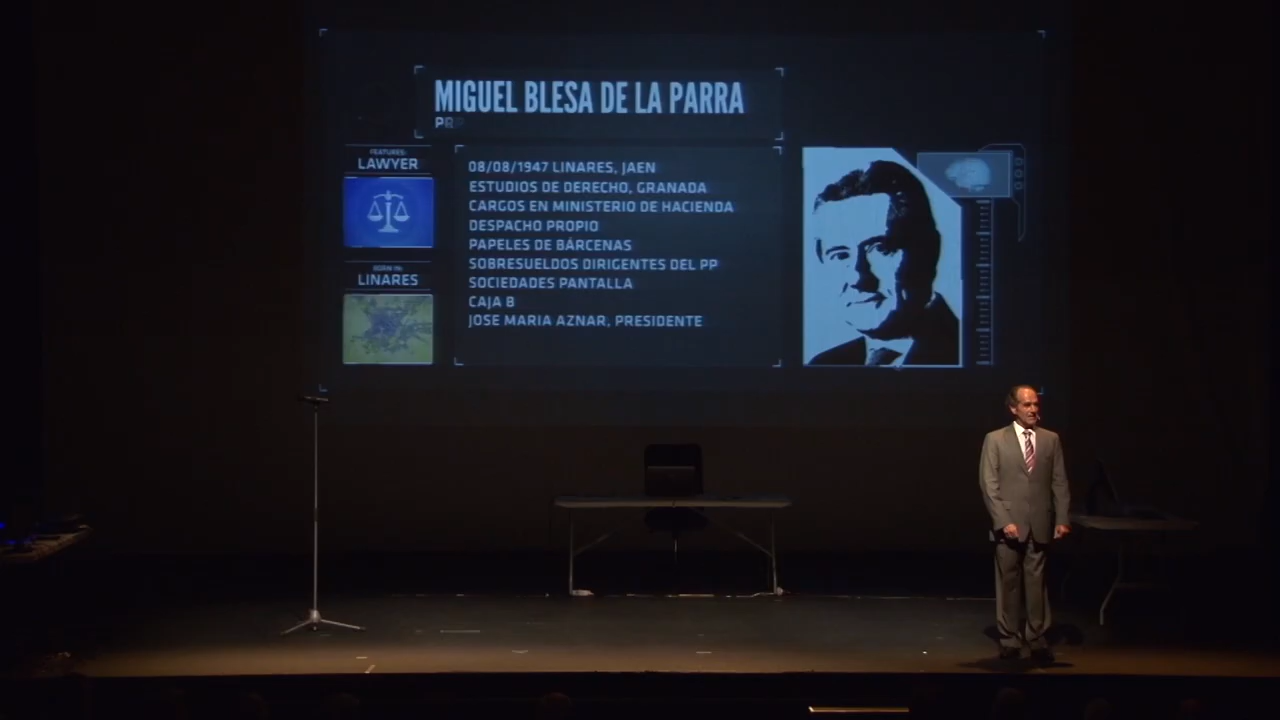 MIGUEL BLESA DE LA PARRA
FEATURES:
LAWYER
BORN IN:
LINARES
08/08/1947 LINARES, JAEN
ESTUDIOS DE DERECHO, GRANADA
CARGOS EN MINISTERIO DE HACIENDA
DESPACHO PROPIO
PAPELES DE BÁRCENAS
SOBRESUELDOS DIRIGENTES DEL PP
SOCIEDADES PANTALLA
CAJA B
JOSE MARIA AZNAR, PRESIDENTE